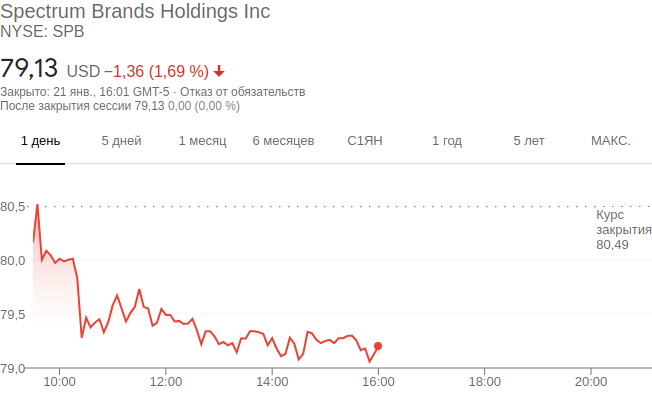 Spectrum Brands Holdings Inc
NYSE: SPB
79,13 USD −1,36 (1,69 %)
Закрыто: 21 янв., 16:01 GMT-5 · Отказ от обязательств
После закрытия сессии 79,13 0,00 (0,00 %)
1 день 5 дней 1 месяц 6 месяцев С1ЯН 1 год 5 лет МАКС.
80,5
Курс
закрытия
80,49
80,0
79,5
79,0
10:00 12:00 14:00 16:00 18:00 20:00